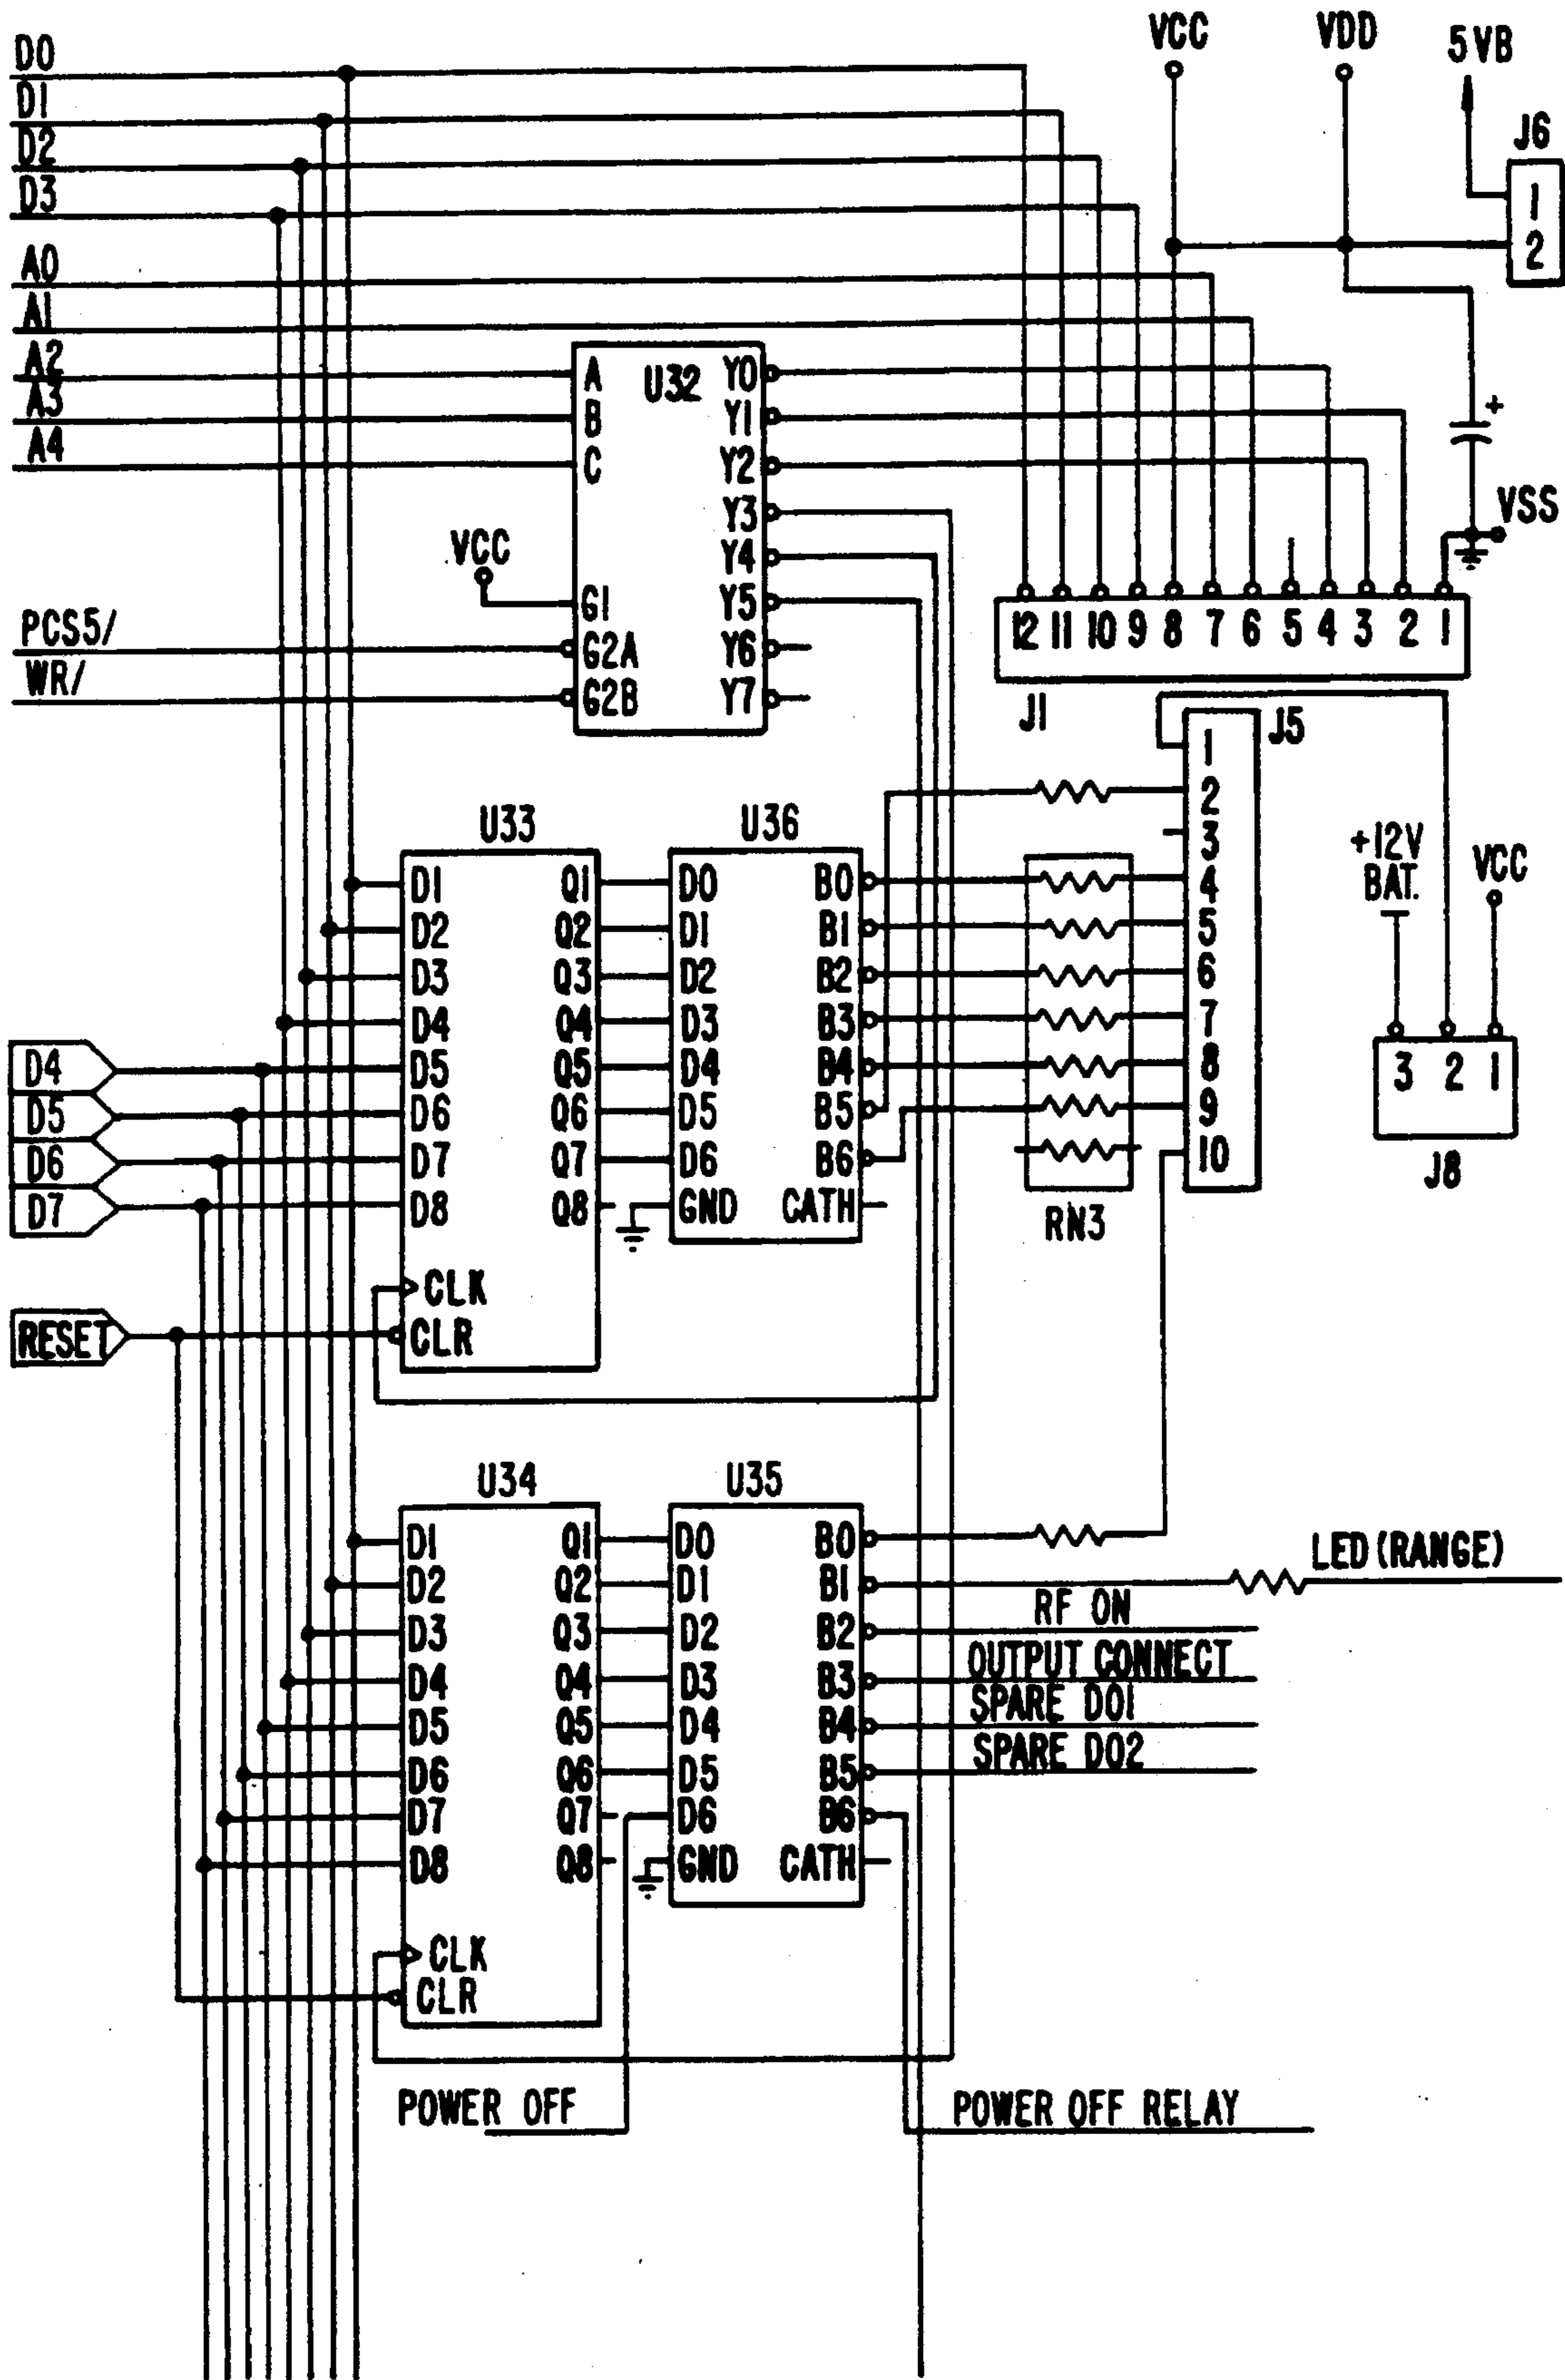 D0
D1
D2
D3
A0
A1
A2
A3
A4
VCC
VDD
5VB
J6
1
2
A
B
C
U32
Y0
Y1
Y2
Y3
Y4
Y5
Y6
Y7
VCC
G1
G2A
G2B
PCS5/
WR/
+
VSS
12 11 10 9 8 7 6 5 4 3 2 1
J1
J5
1
2
3
4
5
6
7
8
9
10
RN3
+12V
BAT.
VCC
3 2 1
J8
U33
D1 Q1
D2 Q2
D3 Q3
D4 Q4
D5 Q5
D6 Q6
D7 Q7
D8 Q8
CLK
CLR
U36
D0 B0
D1 B1
D2 B2
D3 B3
D4 B4
D5 B5
D6 B6
GND CATH
D4
D5
D6
D7
RESET
U34
D1 Q1
D2 Q2
D3 Q3
D4 Q4
D5 Q5
D6 Q6
D7 Q7
D8 Q8
CLK
CLR
U35
D0 B0
D1 B1
D2 B2
D3 B3
D4 B4
D5 B5
D6 B6
GND CATH
LED (RANGE)
RF ON
OUTPUT CONNECT
SPARE DO1
SPARE DO2
POWER OFF
POWER OFF RELAY